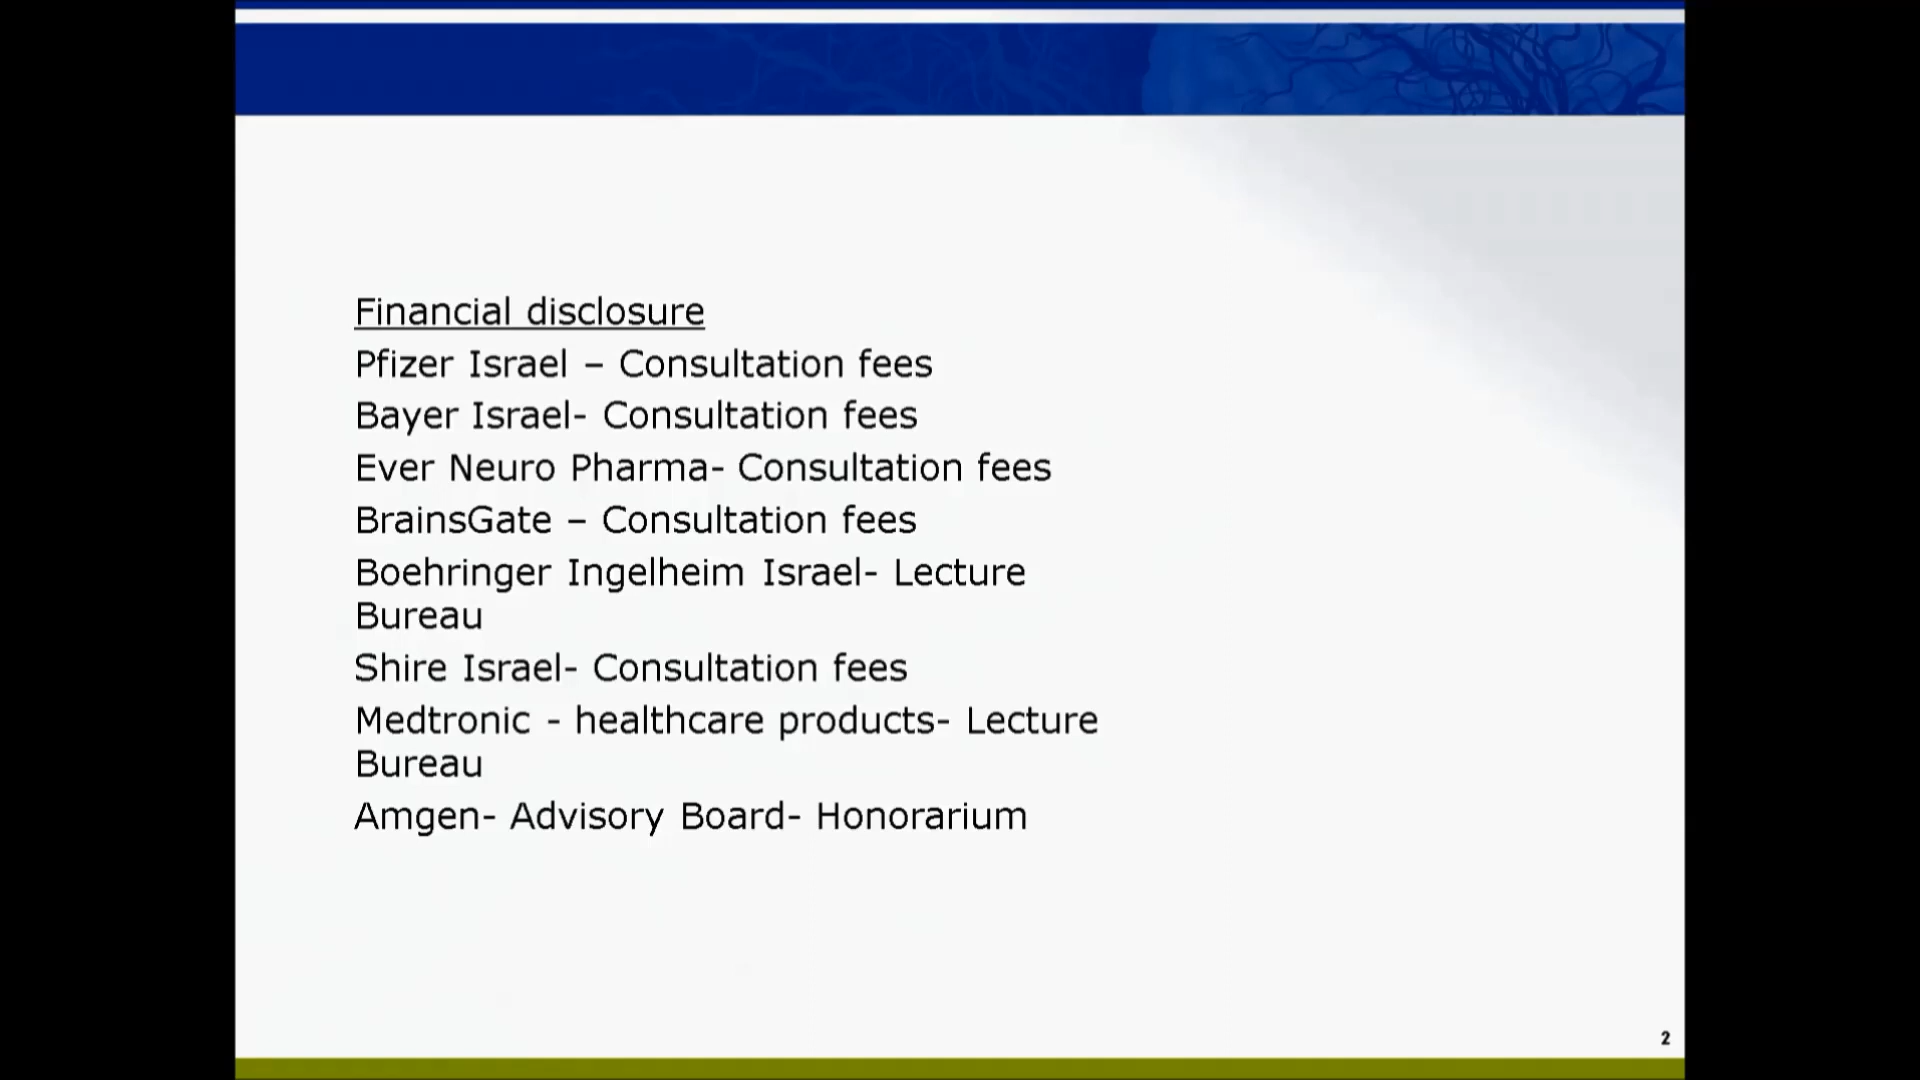 Financial disclosure
Pfizer Israel – Consultation fees
Bayer Israel- Consultation fees
Ever Neuro Pharma- Consultation fees
BrainsGate – Consultation fees
Boehringer Ingelheim Israel- Lecture
Bureau
Shire Israel- Consultation fees
Medtronic - healthcare products- Lecture
Bureau
Amgen- Advisory Board- Honorarium
2